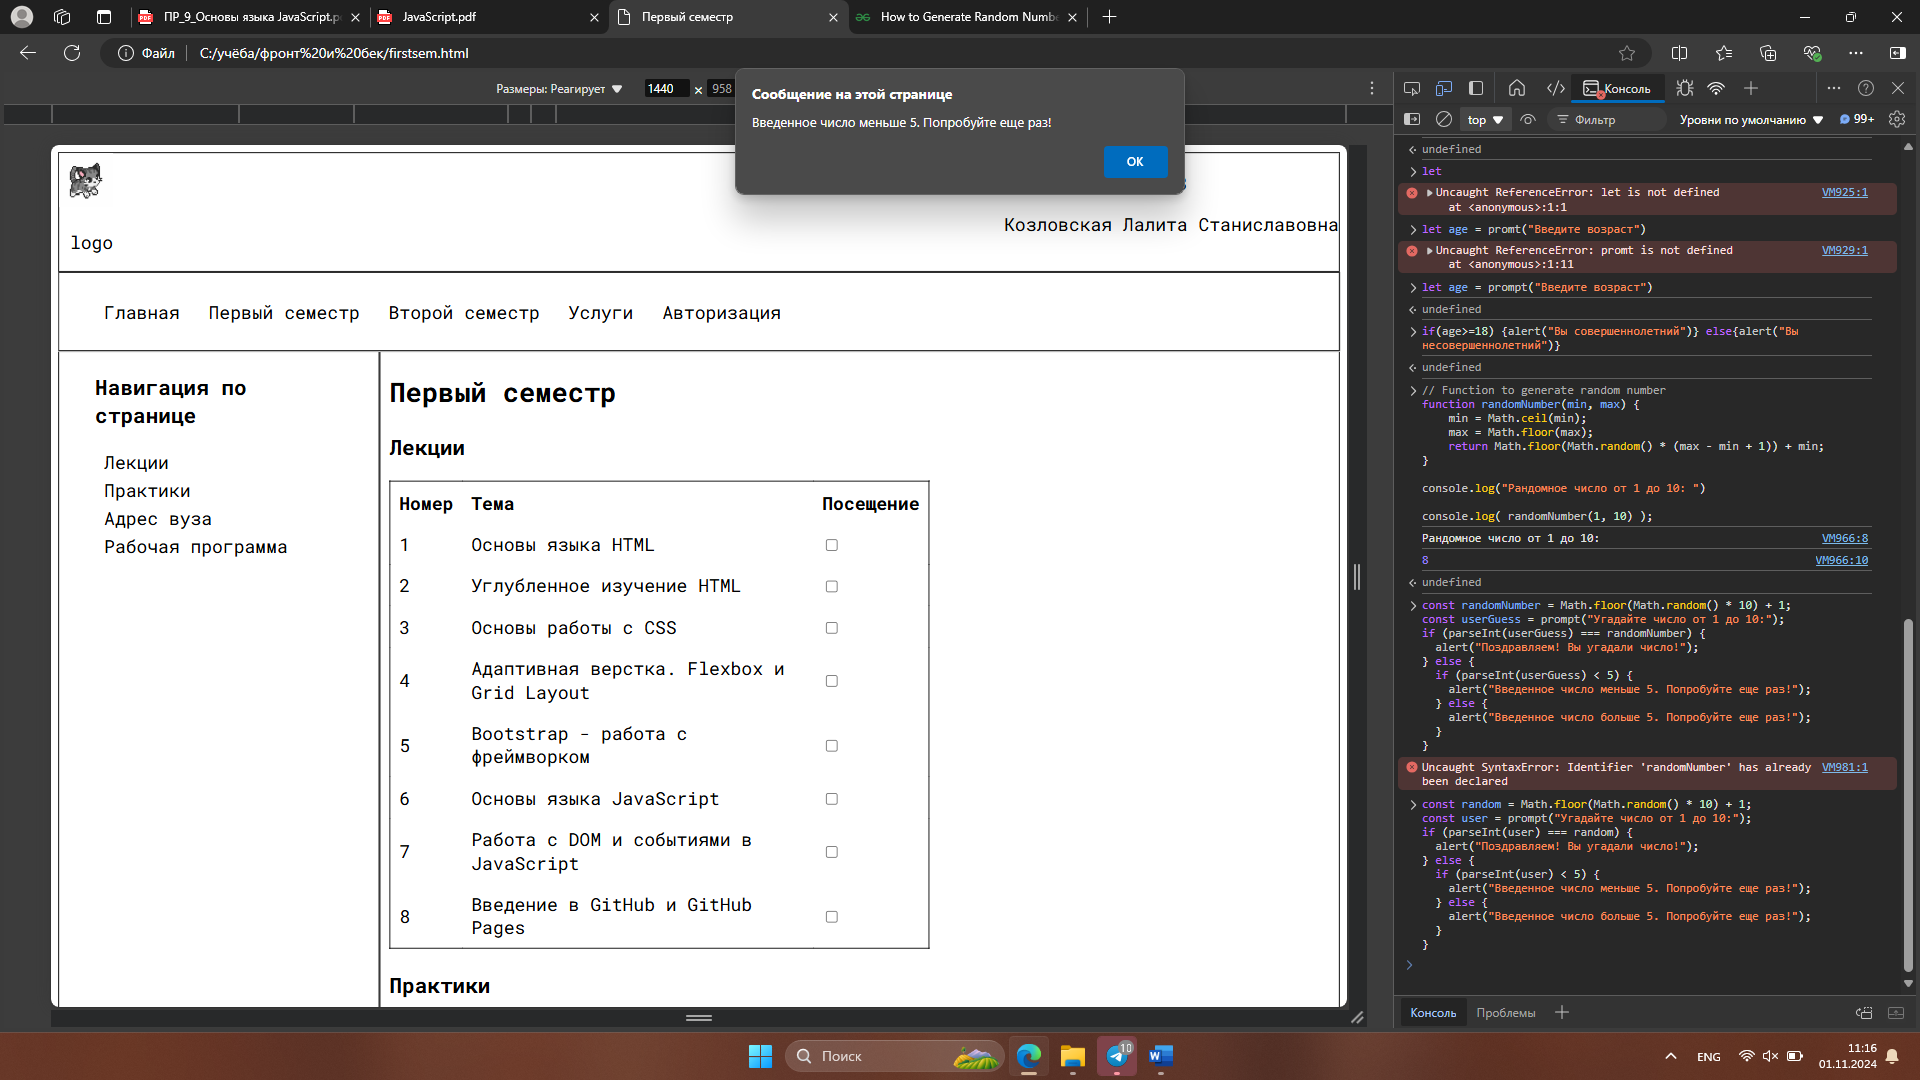 ПР_9_Основы языка JavaScript.p
JavaScript.pdf
Первый семестр
How to Generate Random Numb
Файл
C:/учёба/фронт%20и%20бек/firstsem.html
Размеры: Реагирует
1440
×
958
Сообщение на этой странице
Введенное число меньше 5. Попробуйте еще раз!
ОК
logo
Козловская Лалита Станиславовна
Главная
Первый семестр
Второй семестр
Услуги
Авторизация
Навигация по
странице
Лекции
Практики
Адрес вуза
Рабочая программа
Первый семестр
Лекции
Номер Тема Посещение
1 Основы языка HTML
2 Углубленное изучение HTML
3 Основы работы с CSS
4 Адаптивная верстка. Flexbox и
Grid Layout
5 Bootstrap - работа с
фреймворком
6 Основы языка JavaScript
7 Работа с DOM и событиями в
JavaScript
8 Введение в GitHub и GitHub
Pages
Практики
Консоль
top
Фильтр
Уровни по умолчанию
99+
undefined
let
Uncaught ReferenceError: let is not defined VM925:1
at <anonymous>:1:1
let age = promt("Введите возраст")
Uncaught ReferenceError: promt is not defined VM929:1
at <anonymous>:1:11
let age = prompt("Введите возраст")
undefined
if(age>=18) {alert("Вы совершеннолетний")} else{alert("Вы
несовершеннолетний")}
undefined
// Function to generate random number
function randomNumber(min, max) {
min = Math.ceil(min);
max = Math.floor(max);
return Math.floor(Math.random() * (max - min + 1)) + min;
}
console.log("Рандомное число от 1 до 10: ")
console.log( randomNumber(1, 10) );
Рандомное число от 1 до 10: VM966:8
8 VM966:10
undefined
const randomNumber = Math.floor(Math.random() * 10) + 1;
const userGuess = prompt("Угадайте число от 1 до 10:");
if (parseInt(userGuess) === randomNumber) {
alert("Поздравляем! Вы угадали число!");
} else {
if (parseInt(userGuess) < 5) {
alert("Введенное число меньше 5. Попробуйте еще раз!");
} else {
alert("Введенное число больше 5. Попробуйте еще раз!");
}
}
Uncaught SyntaxError: Identifier 'randomNumber' has already VM981:1
been declared
const random = Math.floor(Math.random() * 10) + 1;
const user = prompt("Угадайте число от 1 до 10:");
if (parseInt(user) === random) {
alert("Поздравляем! Вы угадали число!");
} else {
if (parseInt(user) < 5) {
alert("Введенное число меньше 5. Попробуйте еще раз!");
} else {
alert("Введенное число больше 5. Попробуйте еще раз!");
}
}
Консоль
Проблемы
Поиск
10
ENG
11:16
01.11.2024